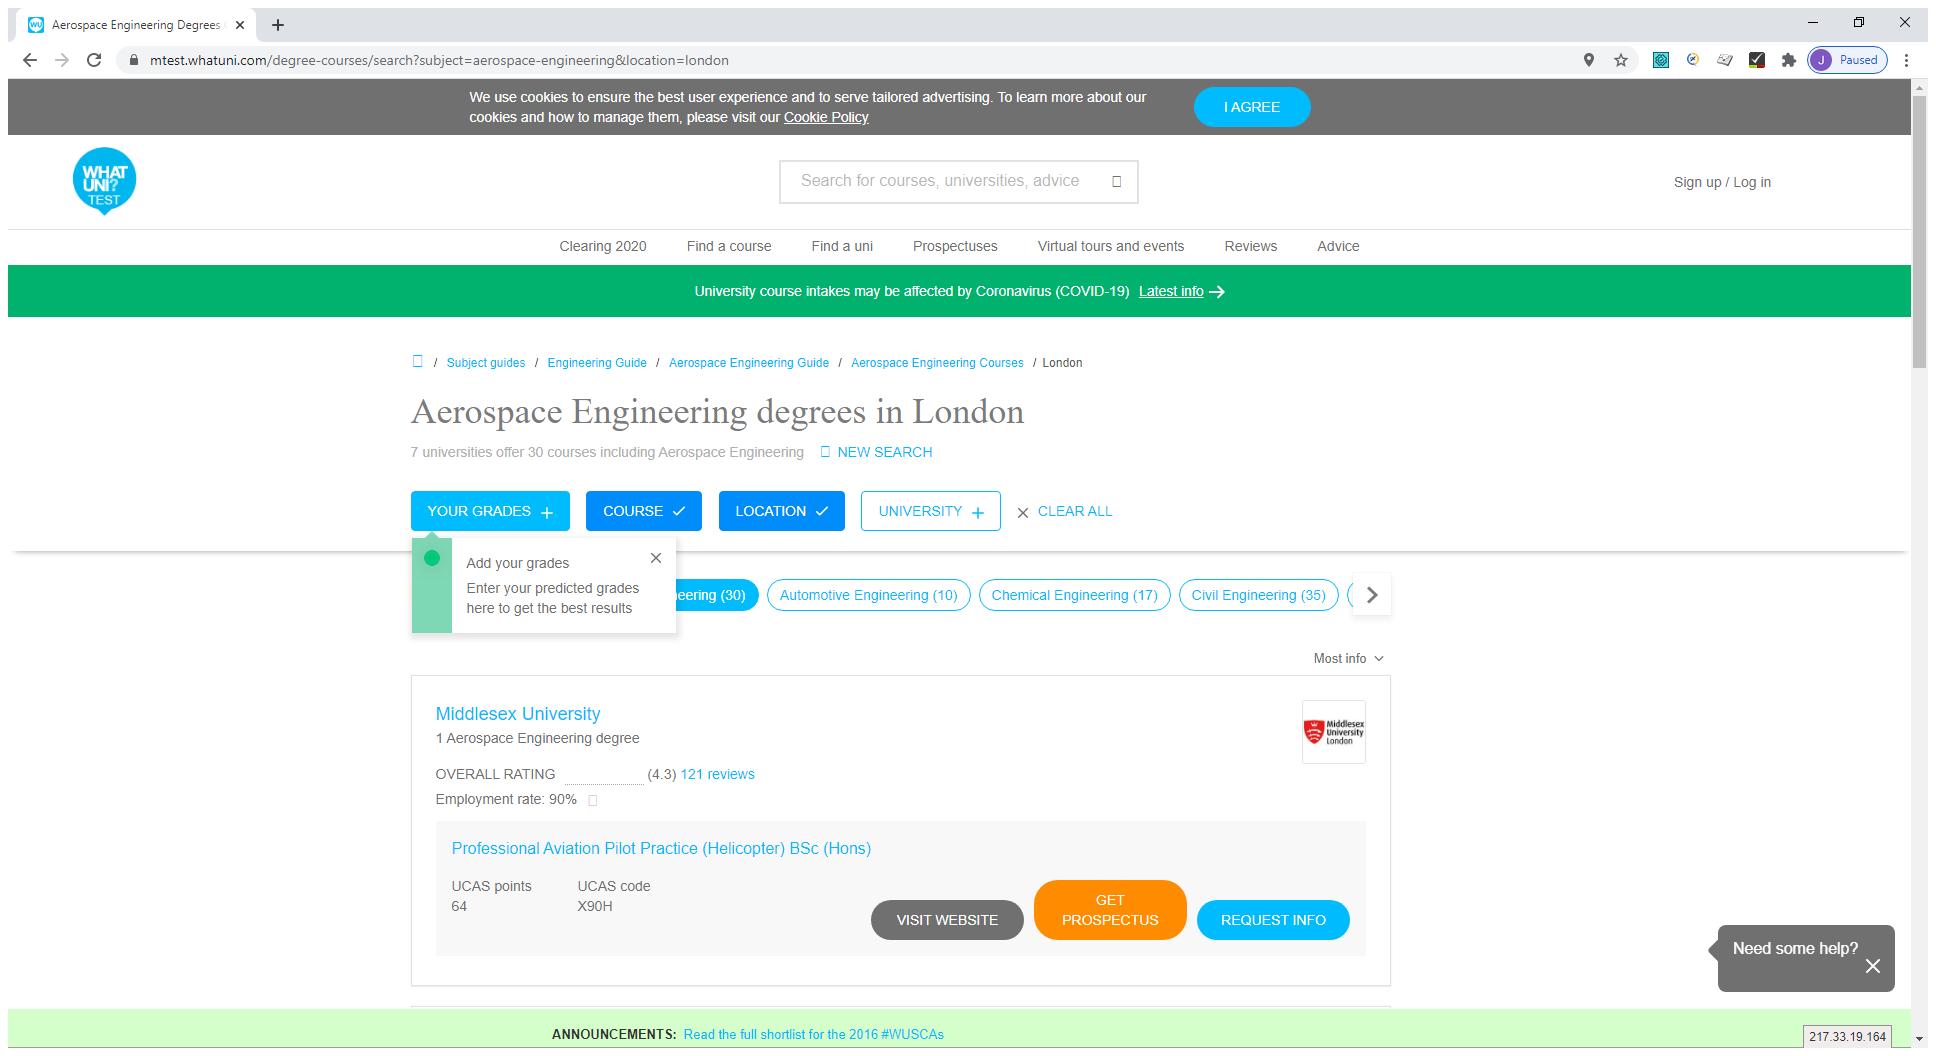 Aerospace Engineering Degrees
mtest.whatuni.com/degree-courses/search?subject=aerospace-engineering&location=london
J Paused
We use cookies to ensure the best user experience and to serve tailored advertising. To learn more about our
cookies and how to manage them, please visit our Cookie Policy
I AGREE
WHAT
UNI?
TEST
Search for courses, universities, advice
Sign up / Log in
Clearing 2020 Find a course Find a uni Prospectuses Virtual tours and events Reviews Advice
University course intakes may be affected by Coronavirus (COVID-19) Latest info
/ Subject guides / Engineering Guide / Aerospace Engineering Guide / Aerospace Engineering Courses / London
Aerospace Engineering degrees in London
7 universities offer 30 courses including Aerospace Engineering NEW SEARCH
YOUR GRADES + COURSE LOCATION UNIVERSITY + CLEAR ALL
Add your grades
Enter your predicted grades
here to get the best results
neering (30) Automotive Engineering (10) Chemical Engineering (17) Civil Engineering (35)
Most info
Middlesex University
1 Aerospace Engineering degree
Middlesex
University
London
OVERALL RATING (4.3) 121 reviews
Employment rate: 90%
Professional Aviation Pilot Practice (Helicopter) BSc (Hons)
UCAS points UCAS code
64 X90H
VISIT WEBSITE
GET
PROSPECTUS
REQUEST INFO
Need some help?
ANNOUNCEMENTS: Read the full shortlist for the 2016 #WUSCAs
217.33.19.164